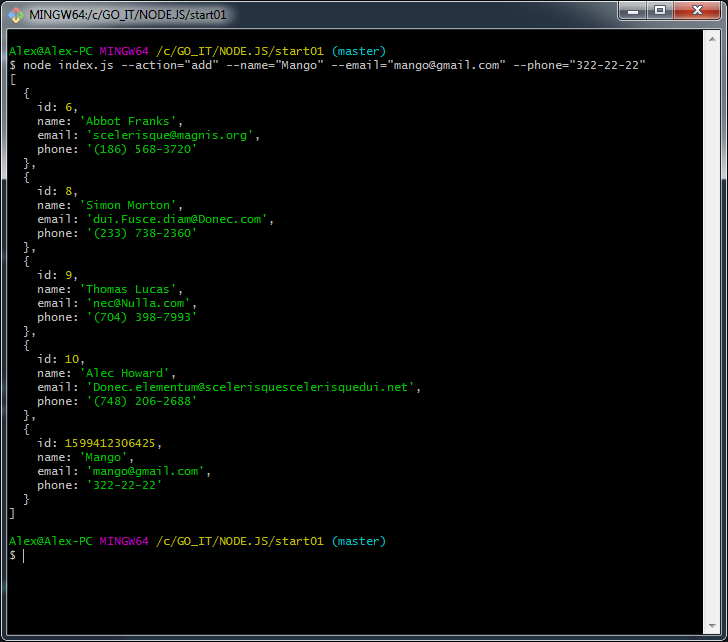 MINGW64:/c/GO_IT/NODE.JS/start01
Alex@Alex-PC MINGW64 /c/GO_IT/NODE.JS/start01 (master)
$ node index.js --action="add" --name="Mango" --email="mango@gmail.com" --phone="322-22-22"
[
  {
    id: 6,
    name: 'Abbot Franks',
    email: 'scelerisque@magnis.org',
    phone: '(186) 568-3720'
  },
  {
    id: 8,
    name: 'Simon Morton',
    email: 'dui.Fusce.diam@Donec.com',
    phone: '(233) 738-2360'
  },
  {
    id: 9,
    name: 'Thomas Lucas',
    email: 'nec@Nulla.com',
    phone: '(704) 398-7993'
  },
  {
    id: 10,
    name: 'Alec Howard',
    email: 'Donec.elementum@scelerisquescelerisquedui.net',
    phone: '(748) 206-2688'
  },
  {
    id: 1599412306425,
    name: 'Mango',
    email: 'mango@gmail.com',
    phone: '322-22-22'
  }
]
Alex@Alex-PC MINGW64 /c/GO_IT/NODE.JS/start01 (master)
$